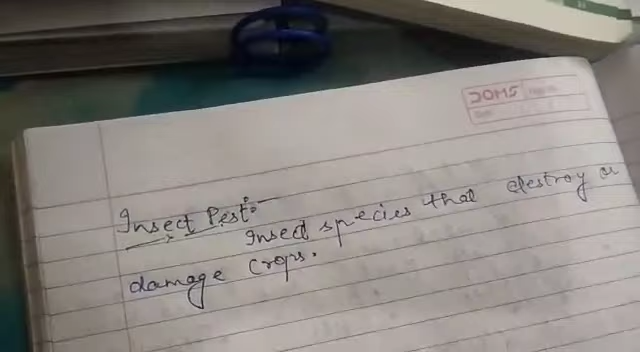 DOMS
Insect Pest:-
Insect species that destroy or
damage Crops.